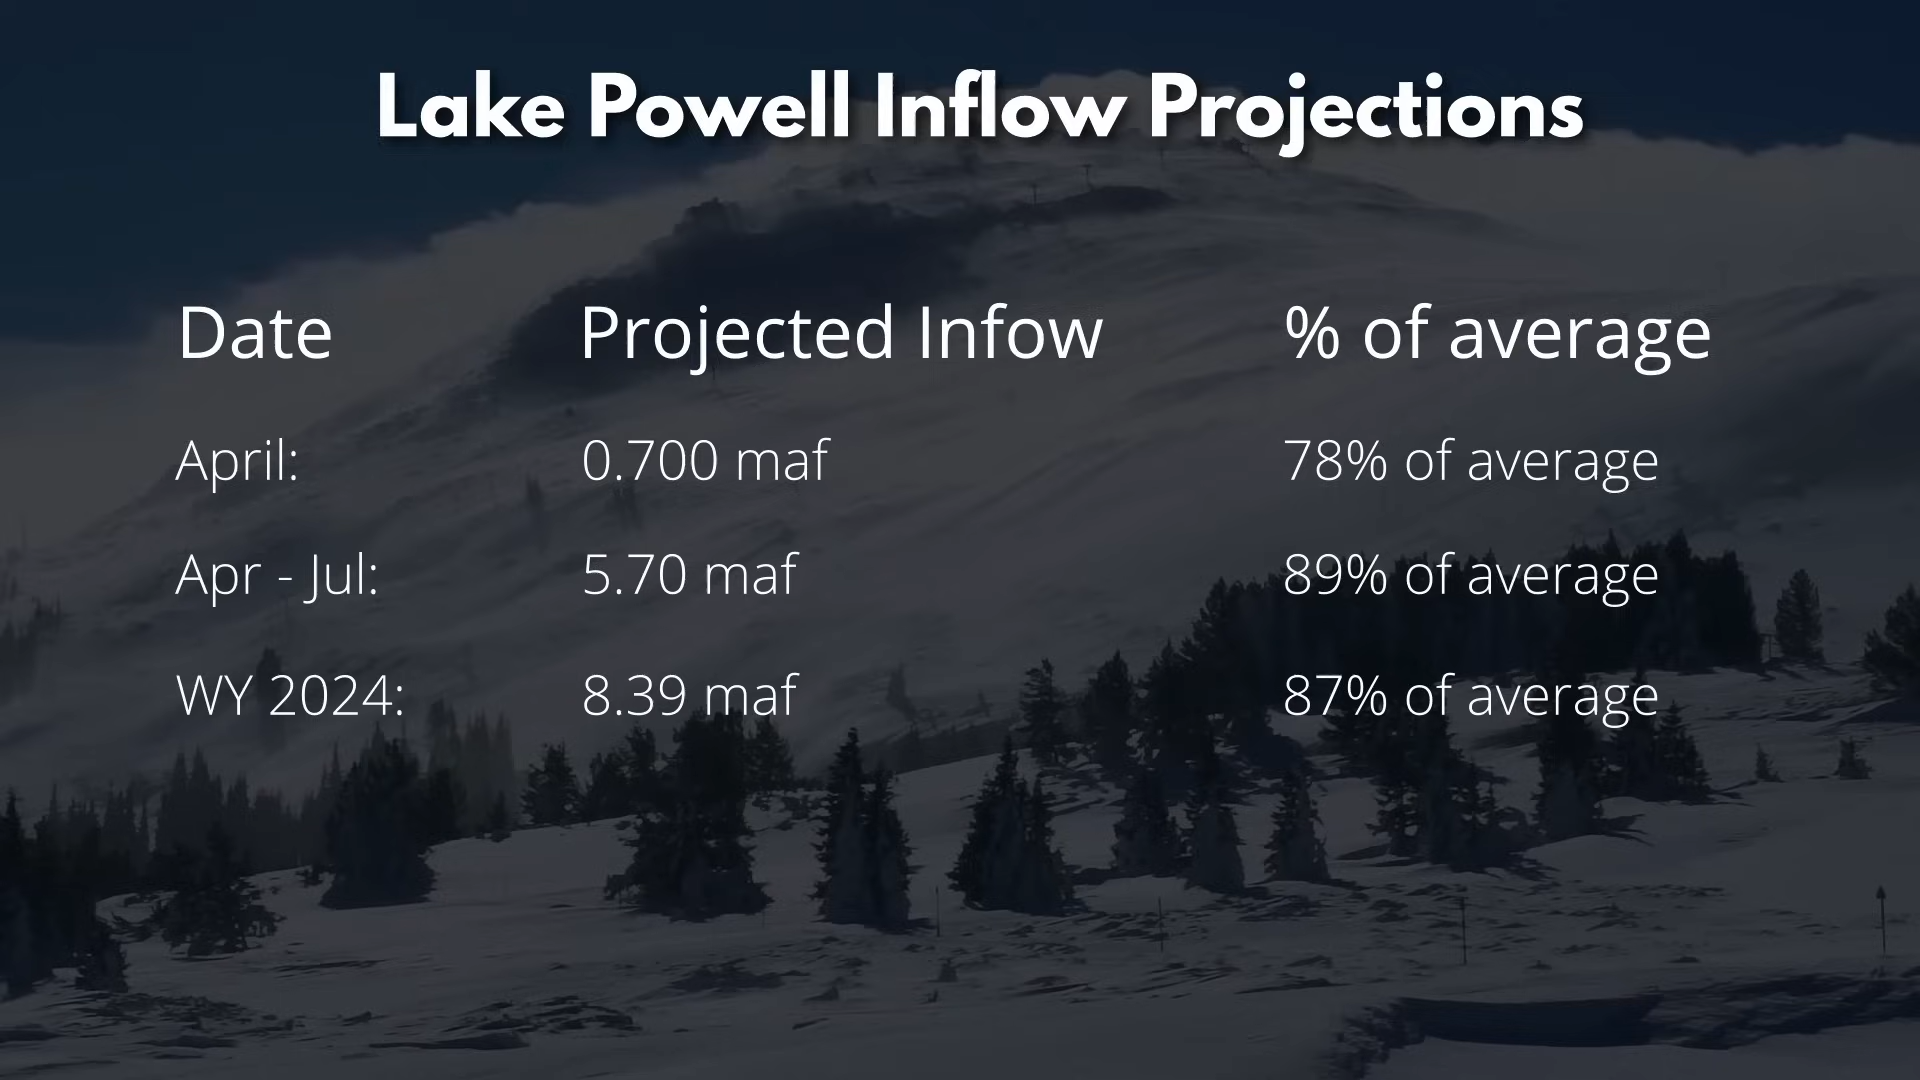 Lake Powell Inflow Projections
Date Projected Infow % of average
April: 0.700 maf 78% of average
Apr - Jul: 5.70 maf 89% of average
WY 2024: 8.39 maf 87% of average